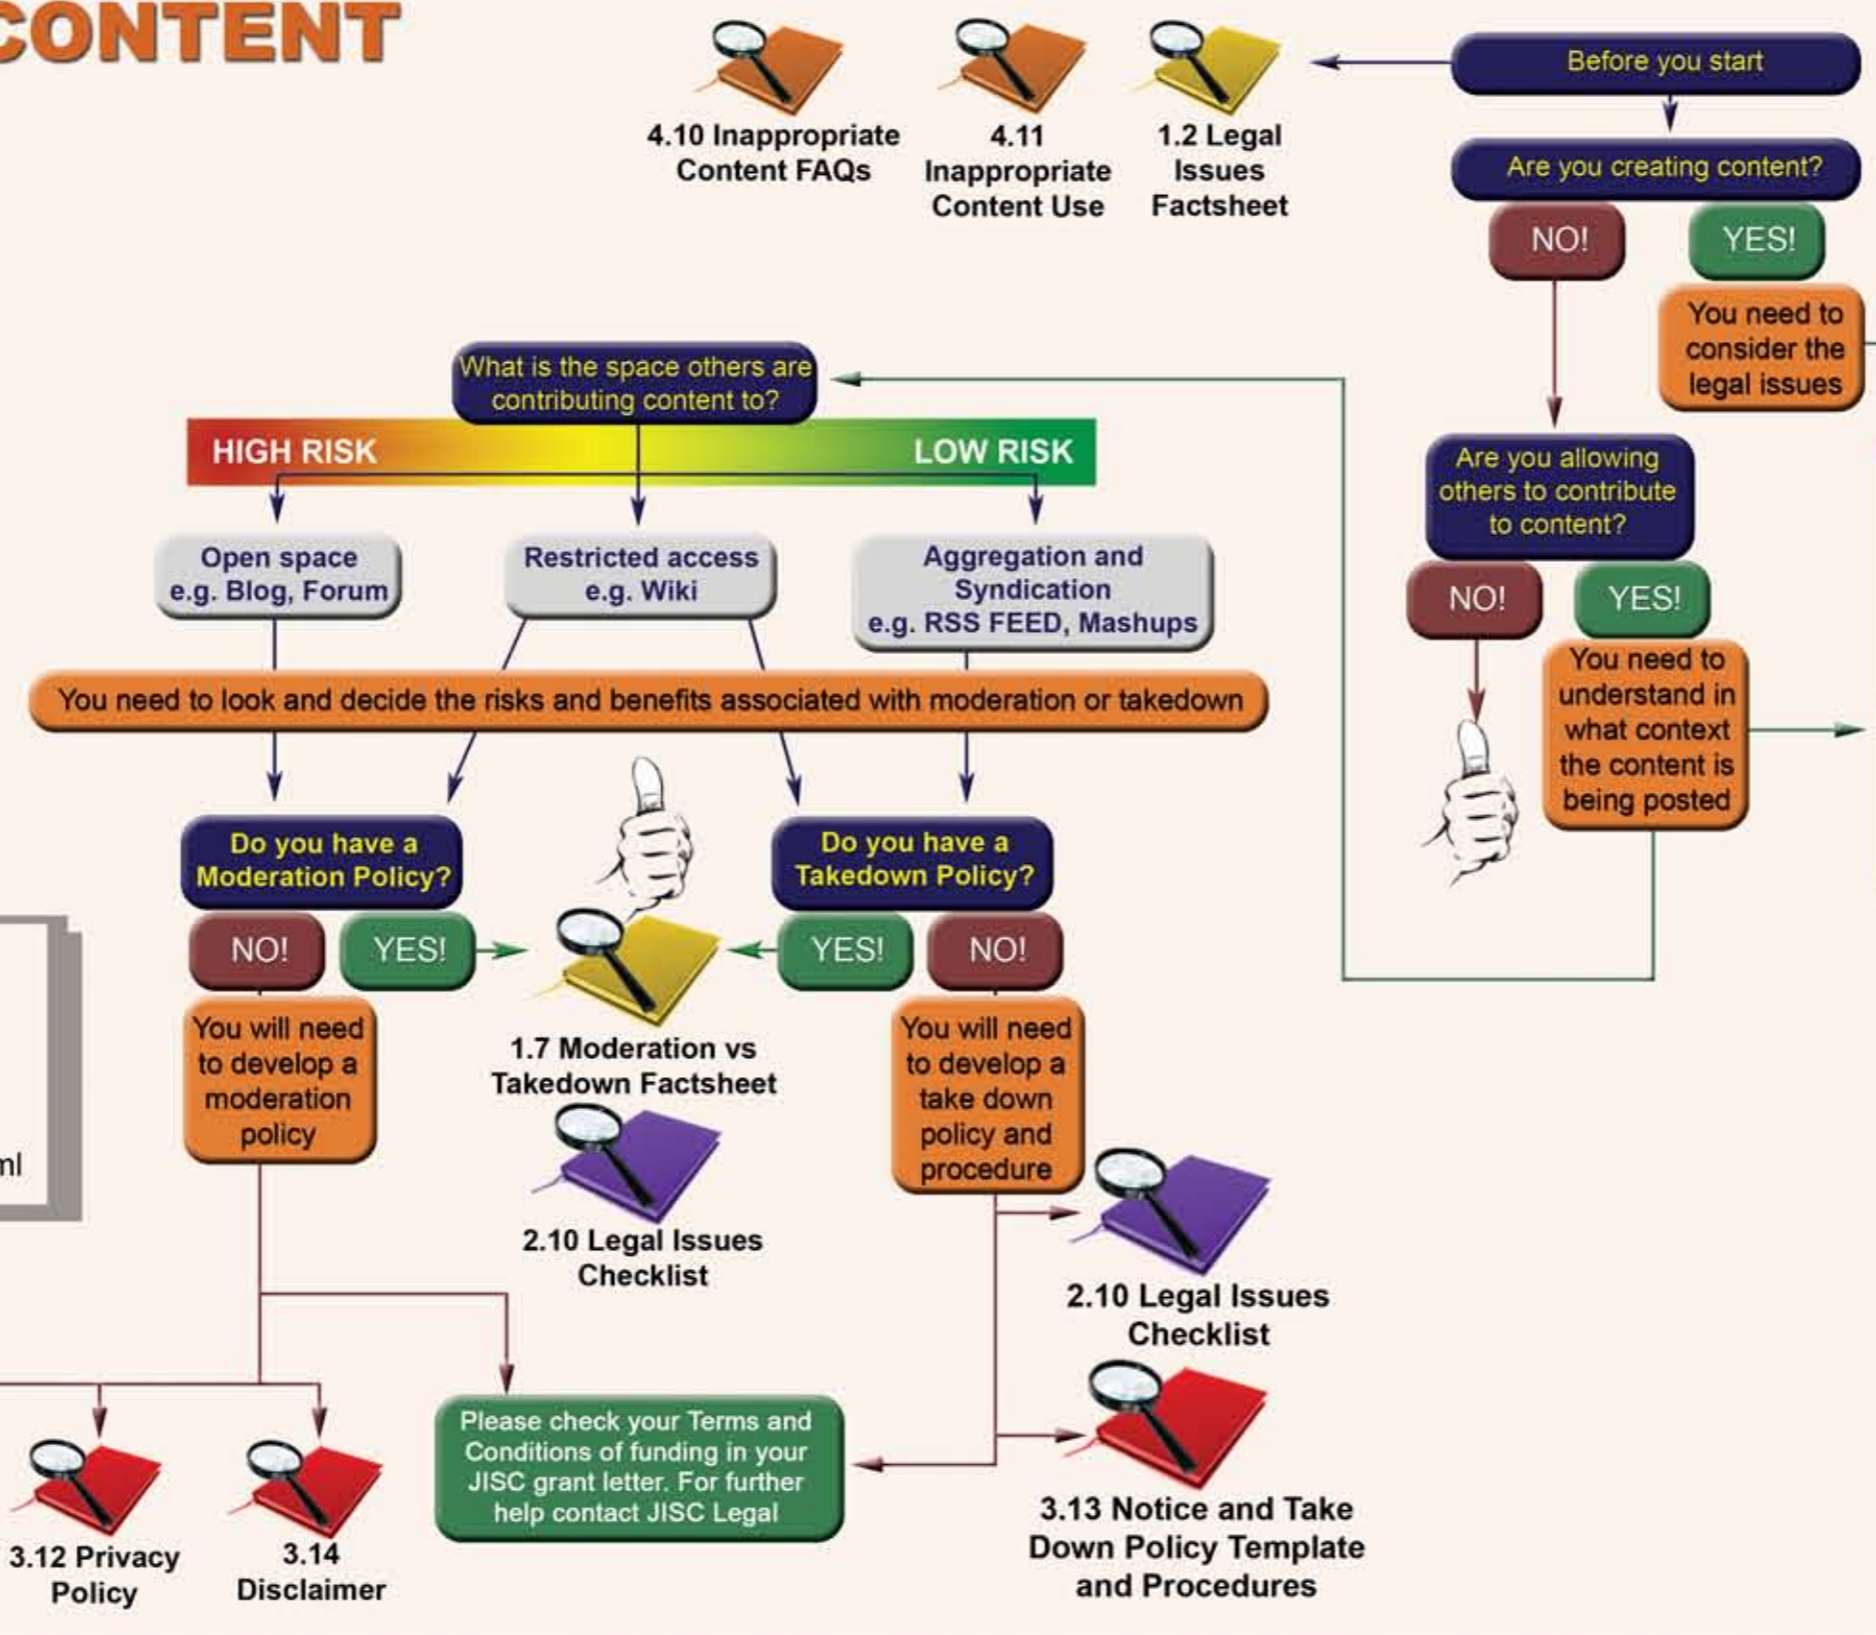 CONTENT
4.10 Inappropriate
Content FAQs
4.11
Inappropriate
Content Use
1.2 Legal
Issues
Factsheet
Before you start
Are you creating content?
NO!
YES!
You need to
consider the
legal issues
Are you allowing
others to contribute
to content?
NO!
YES!
You need to
understand in
what context
the content is
being posted
What is the space others are
contributing content to?
HIGH RISK
LOW RISK
Open space
e.g. Blog, Forum
Restricted access
e.g. Wiki
Aggregation and
Syndication
e.g. RSS FEED, Mashups
You need to look and decide the risks and benefits associated with moderation or takedown
Do you have a
Moderation Policy?
NO!
YES!
Do you have a
Takedown Policy?
YES!
NO!
You will need
to develop a
moderation
policy
1.7 Moderation vs
Takedown Factsheet
2.10 Legal Issues
Checklist
You will need
to develop a
take down
policy and
procedure
2.10 Legal Issues
Checklist
3.13 Notice and Take
Down Policy Template
and Procedures
Please check your Terms and
Conditions of funding in your
JISC grant letter. For further
help contact JISC Legal
3.12 Privacy
Policy
3.14
Disclaimer